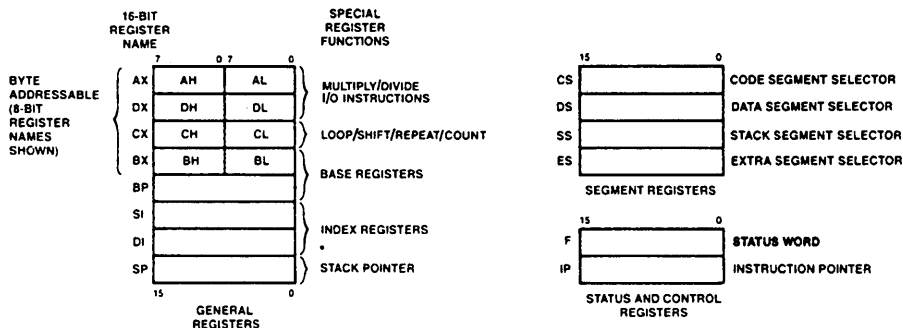 16-BIT
REGISTER
NAME
SPECIAL
REGISTER
FUNCTIONS
7 0 7 0
BYTE
ADDRESSABLE
(8-BIT
REGISTER
NAMES
SHOWN)
AX AH AL
DX DH DL
CX CH CL
BX BH BL
BP
SI
DI
SP
15 0
MULTIPLY/DIVIDE
I/O INSTRUCTIONS
LOOP/SHIFT/REPEAT/COUNT
BASE REGISTERS
INDEX REGISTERS
STACK POINTER
GENERAL
REGISTERS
15 0
CS CODE SEGMENT SELECTOR
DS DATA SEGMENT SELECTOR
SS STACK SEGMENT SELECTOR
ES EXTRA SEGMENT SELECTOR
SEGMENT REGISTERS
15 0
F STATUS WORD
IP INSTRUCTION POINTER
STATUS AND CONTROL
REGISTERS